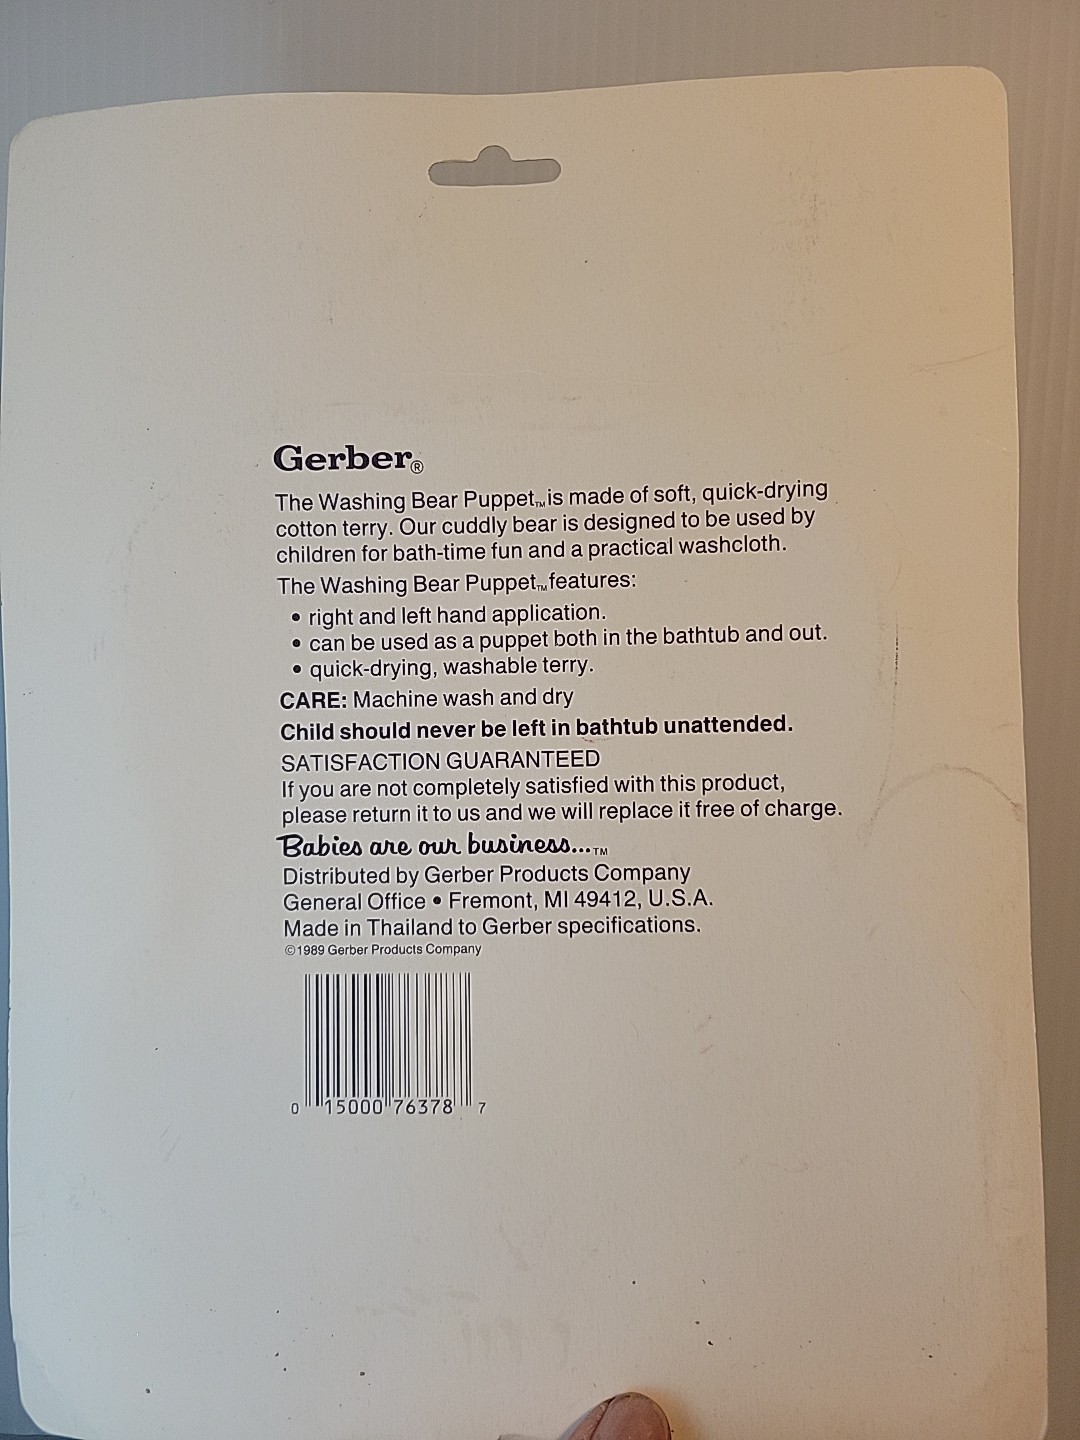 Gerber®
The Washing Bear Puppet™ is made of soft, quick-drying
cotton terry. Our cuddly bear is designed to be used by
children for bath-time fun and a practical washcloth.
The Washing Bear Puppet™ features:
• right and left hand application.
• can be used as a puppet both in the bathtub and out.
• quick-drying, washable terry.
CARE: Machine wash and dry
Child should never be left in bathtub unattended.
SATISFACTION GUARANTEED
If you are not completely satisfied with this product,
please return it to us and we will replace it free of charge.
Babies are our business...™
Distributed by Gerber Products Company
General Office • Fremont, MI 49412, U.S.A.
Made in Thailand to Gerber specifications.
©1989 Gerber Products Company
0 15000 76378 7